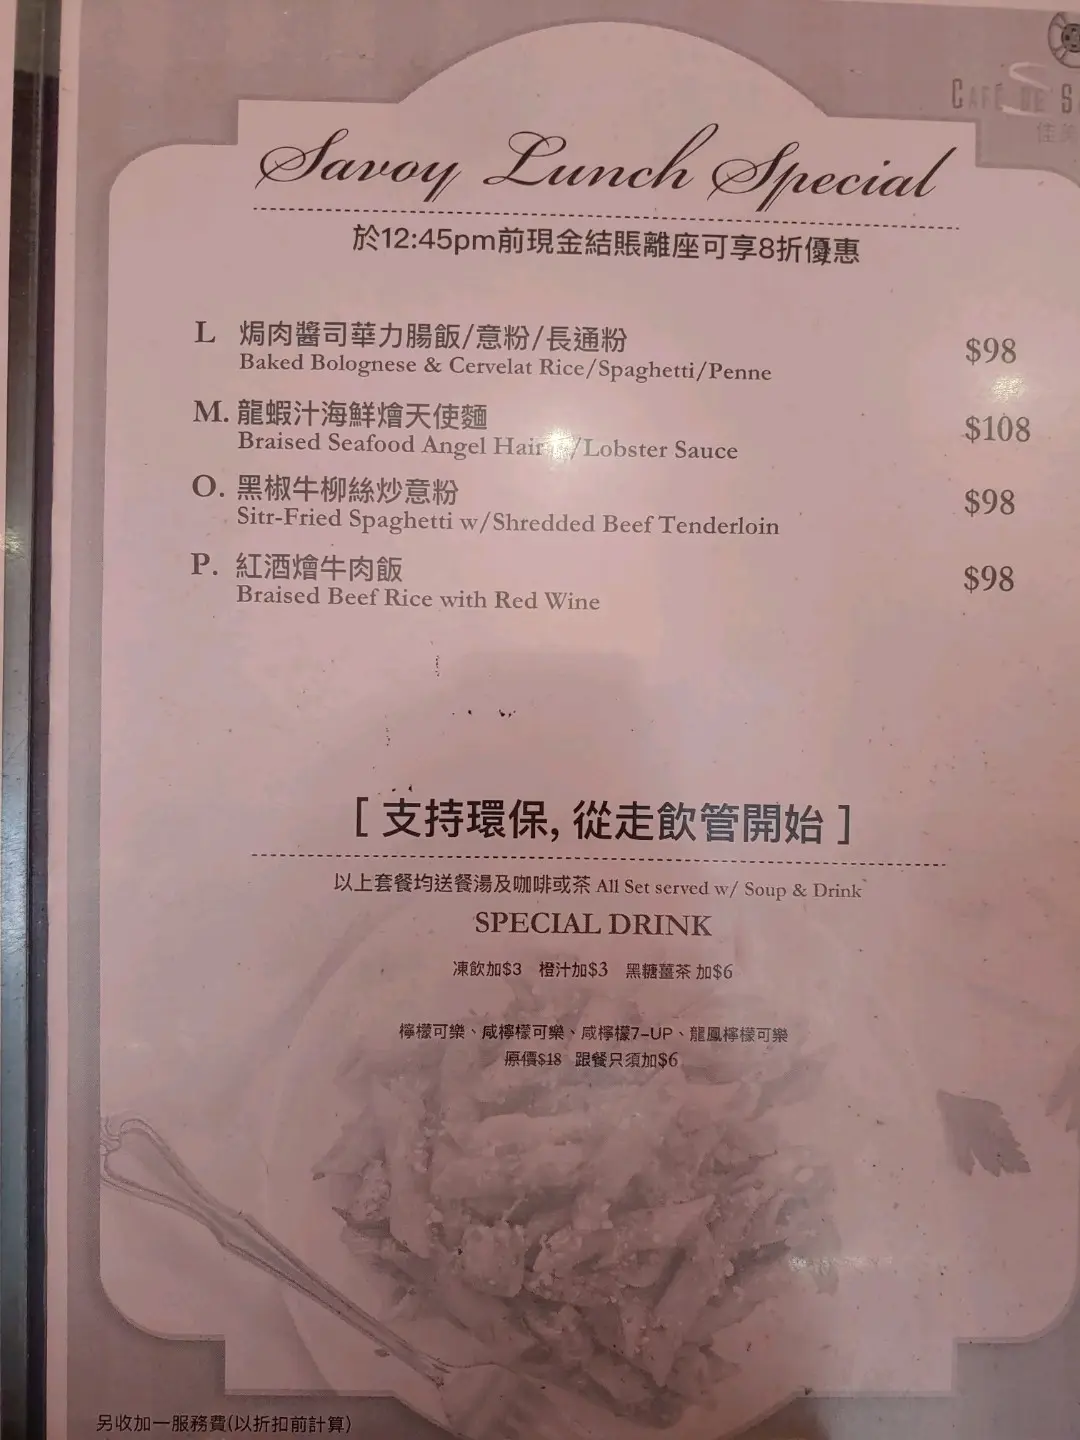 CAFÉ DE S
佳美
Savoy Lunch Special
於12:45pm前現金結賬離座可享8折優惠
L 焗肉醬司華力腸飯/意粉/長通粉 $98
Baked Bolognese & Cervelat Rice/Spaghetti/Penne
M. 龍蝦汁海鮮燴天使麵 $108
Braised Seafood Angel Hair /Lobster Sauce
O. 黑椒牛柳絲炒意粉 $98
Sitr-Fried Spaghetti w/Shredded Beef Tenderloin
P. 紅酒燴牛肉飯 $98
Braised Beef Rice with Red Wine
[ 支持環保, 從走飲管開始 ]
以上套餐均送餐湯及咖啡或茶 All Set served w/ Soup & Drink
SPECIAL DRINK
凍飲加$3 橙汁加$3 黑糖薑茶 加$6
檸檬可樂、咸檸檬可樂、咸檸檬7-UP、龍鳳檸檬可樂
原價$18 跟餐只須加$6
另收加一服務費(以折扣前計算)